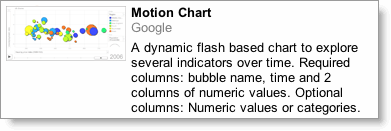 Motion Chart
Google
A dynamic flash based chart to explore
several indicators over time. Required
columns: bubble name, time and 2
columns of numeric values. Optional
columns: Numeric values or categories.
2006